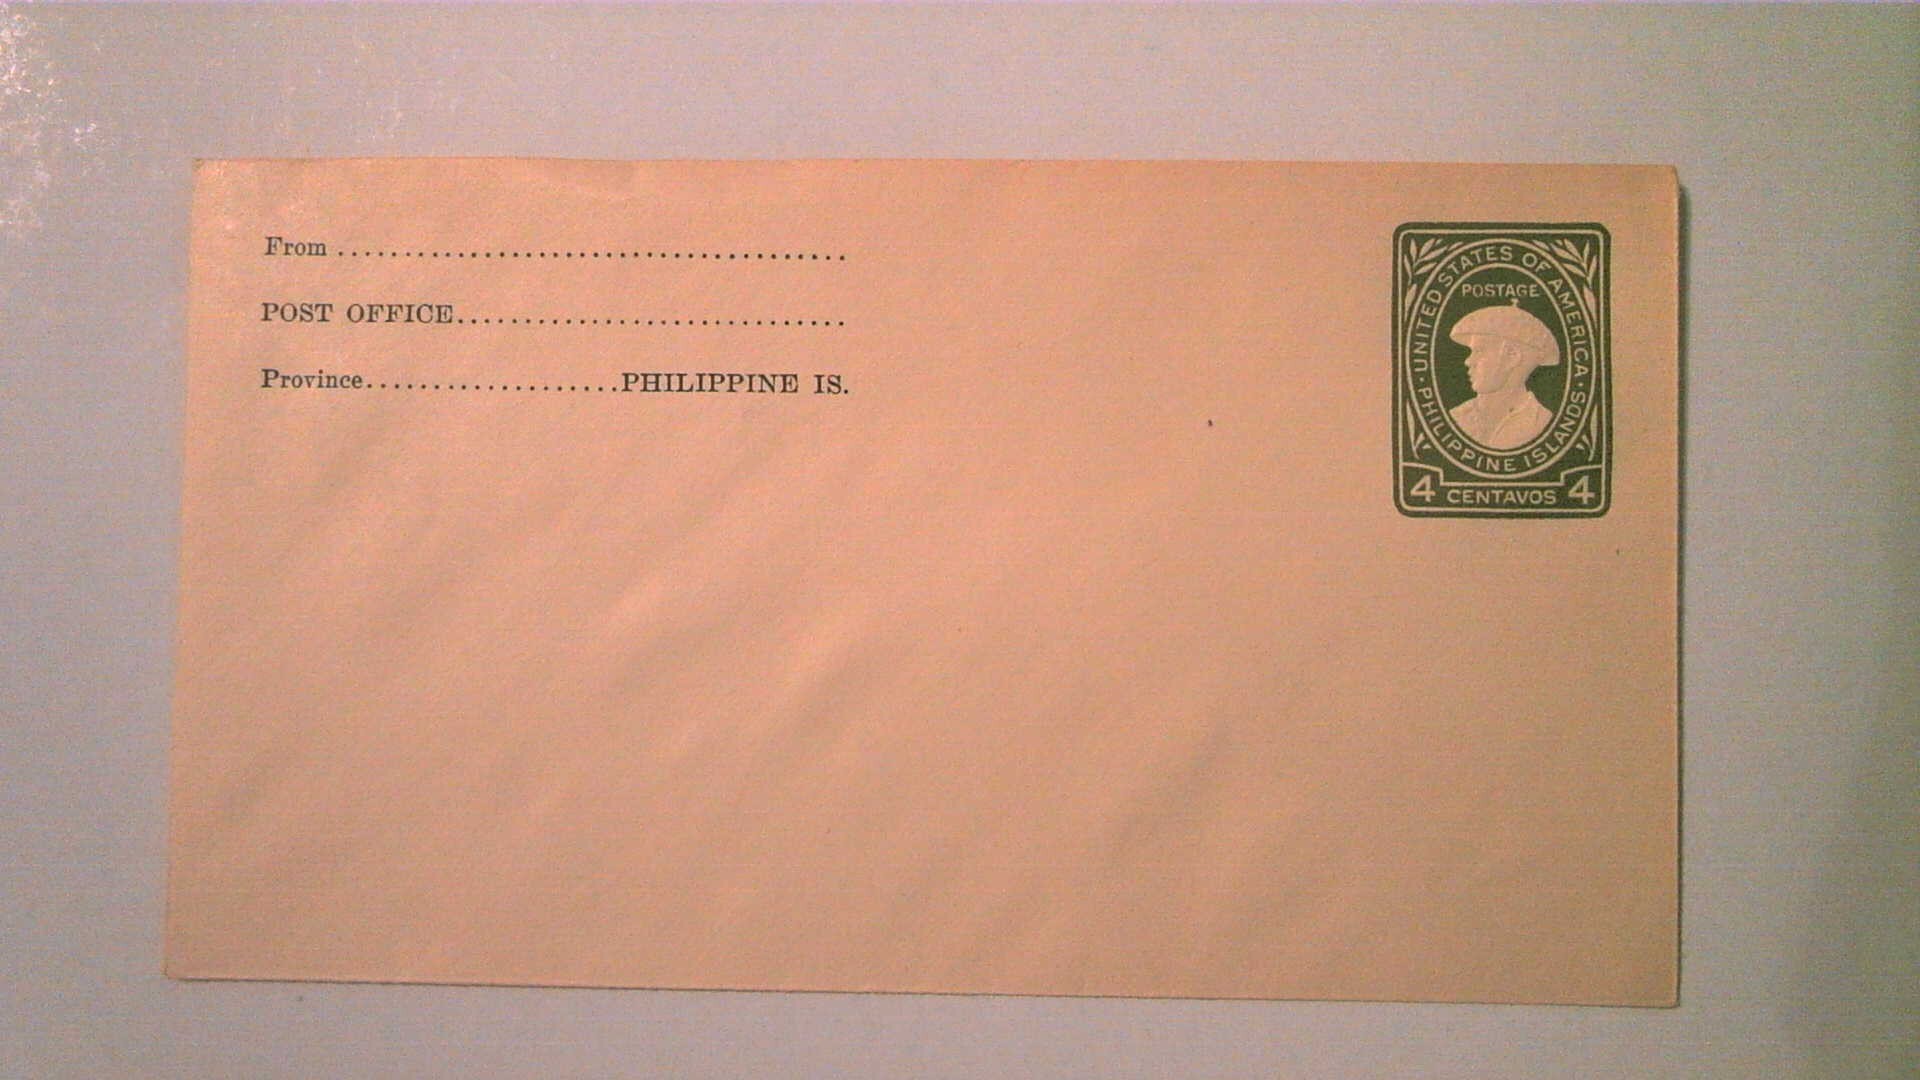 From ......................................
POST OFFICE.............................
Province...................PHILIPPINE IS.
UNITED STATES OF AMERICA
POSTAGE
PHILIPPINE ISLANDS
4 CENTAVOS 4